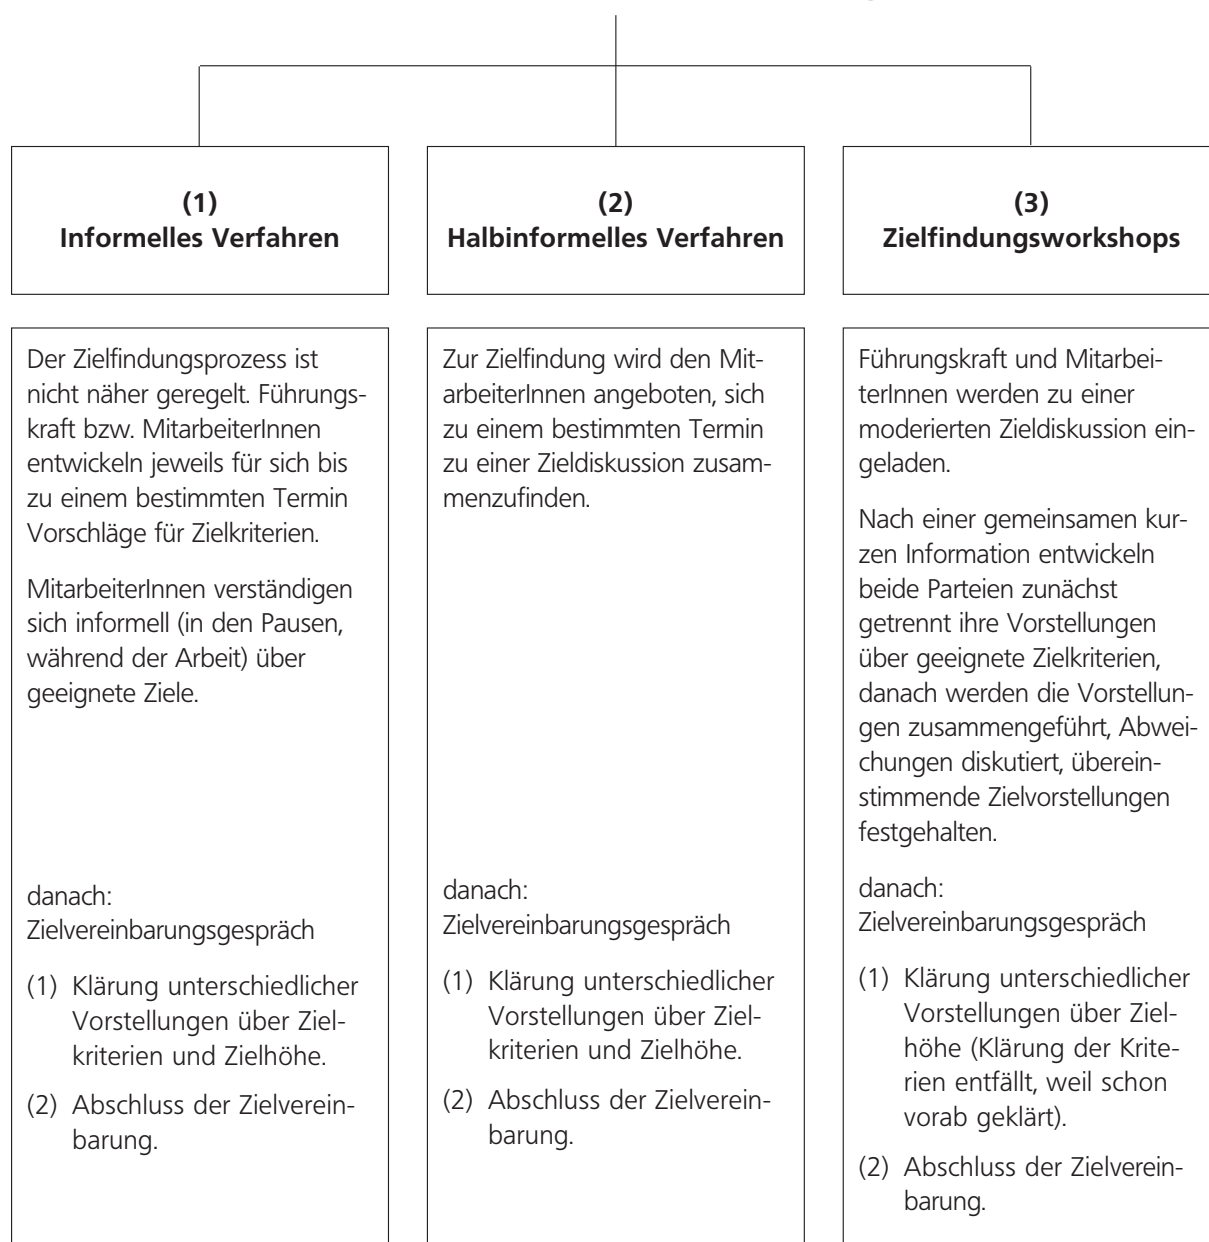 (1)
Informelles Verfahren
Der Zielfindungsprozess ist
nicht näher geregelt. Führungs-
kraft bzw. MitarbeiterInnen
entwickeln jeweils für sich bis
zu einem bestimmten Termin
Vorschläge für Zielkriterien.
MitarbeiterInnen verständigen
sich informell (in den Pausen,
während der Arbeit) über
geeignete Ziele.
danach:
Zielvereinbarungsgespräch
(1) Klärung unterschiedlicher
Vorstellungen über Ziel-
kriterien und Zielhöhe.
(2) Abschluss der Zielverein-
barung.
(2)
Halbinformelles Verfahren
Zur Zielfindung wird den Mit-
arbeiterInnen angeboten, sich
zu einem bestimmten Termin
zu einer Zieldiskussion zusam-
menzufinden.
danach:
Zielvereinbarungsgespräch
(1) Klärung unterschiedlicher
Vorstellungen über Ziel-
kriterien und Zielhöhe.
(2) Abschluss der Zielverein-
barung.
(3)
Zielfindungsworkshops
Führungskraft und Mitarbei-
terInnen werden zu einer
moderierten Zieldiskussion ein-
geladen.
Nach einer gemeinsamen kur-
zen Information entwickeln
beide Parteien zunächst
getrennt ihre Vorstellungen
über geeignete Zielkriterien,
danach werden die Vorstellun-
gen zusammengeführt, Abwei-
chungen diskutiert, überein-
stimmende Zielvorstellungen
festgehalten.
danach:
Zielvereinbarungsgespräch
(1) Klärung unterschiedlicher
Vorstellungen über Ziel-
höhe (Klärung der Krite-
rien entfällt, weil schon
vorab geklärt).
(2) Abschluss der Zielverein-
barung.